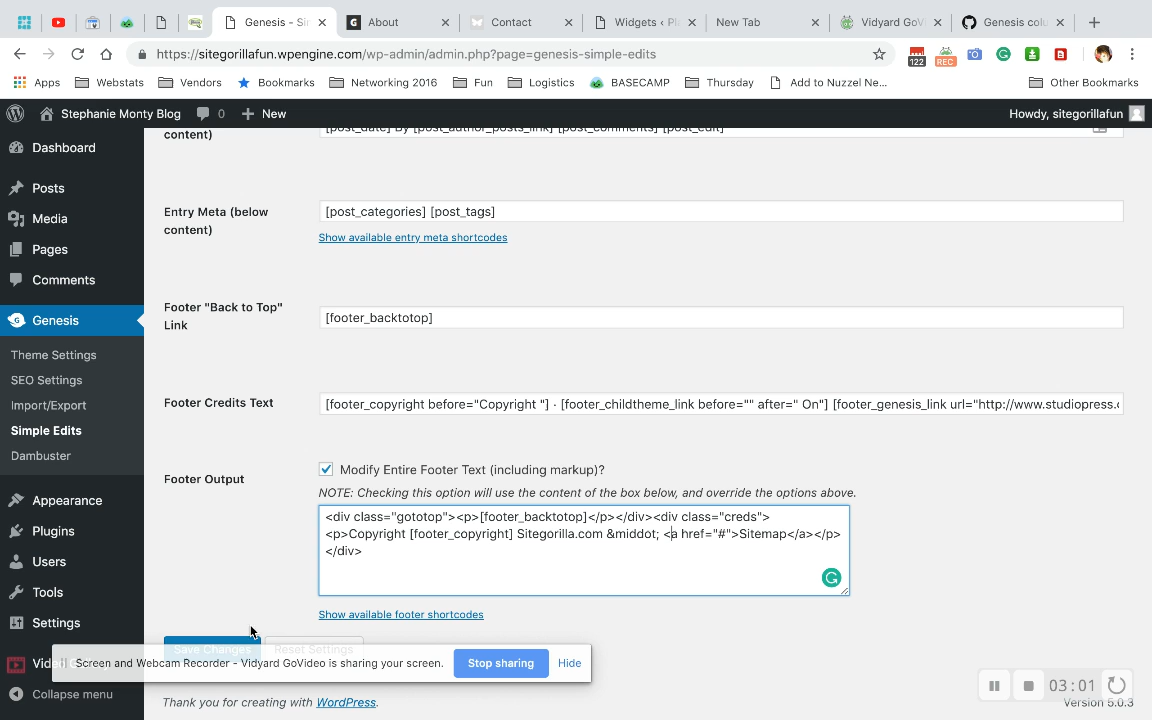 Genesis – Sim
About
Contact
Widgets ‹ Pl
New Tab
Vidyard GoV
Genesis colu
https://sitegorillafun.wpengine.com/wp-admin/admin.php?page=genesis-simple-edits
122
REC
Apps
Webstats
Vendors
Bookmarks
Networking 2016
Fun
Logistics
BASECAMP
Thursday
Add to Nuzzel Ne...
Other Bookmarks
Stephanie Monty Blog
0
New
Howdy, sitegorillafun
Dashboard
Posts
Media
Pages
Comments
Genesis
Theme Settings
SEO Settings
Import/Export
Simple Edits
Dambuster
Appearance
Plugins
Users
Tools
Settings
Collapse menu
content)
[post_date] By [post_author_posts_link] [post_comments] [post_edit]
Entry Meta (below
content)
[post_categories] [post_tags]
Show available entry meta shortcodes
Footer "Back to Top"
Link
[footer_backtotop]
Footer Credits Text
[footer_copyright before="Copyright "] · [footer_childtheme_link before="" after=" On"] [footer_genesis_link url="http://www.studiopress.
Footer Output
Modify Entire Footer Text (including markup)?
NOTE: Checking this option will use the content of the box below, and override the options above.
<div class="gototop"><p>[footer_backtotop]</p></div><div class="creds">
<p>Copyright [footer_copyright] Sitegorilla.com &middot; <a href="#">Sitemap</a></p>
</div>
Show available footer shortcodes
Save Changes
Reset Settings
Screen and Webcam Recorder - Vidyard GoVideo is sharing your screen.
Stop sharing
Hide
03:01
Thank you for creating with WordPress.
Version 5.0.3